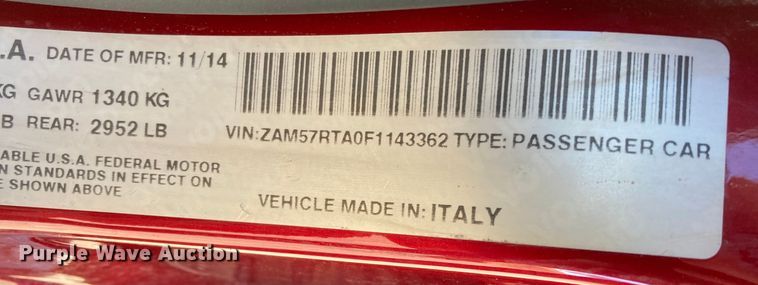 .A. DATE OF MFR: 11/14
KG GAWR 1340 KG
B REAR: 2952 LB
VIN:ZAM57RTA0F1143362 TYPE: PASSENGER CAR
ABLE U.S.A. FEDERAL MOTOR
N STANDARDS IN EFFECT ON
E SHOWN ABOVE
VEHICLE MADE IN: ITALY
Purple Wave Auction